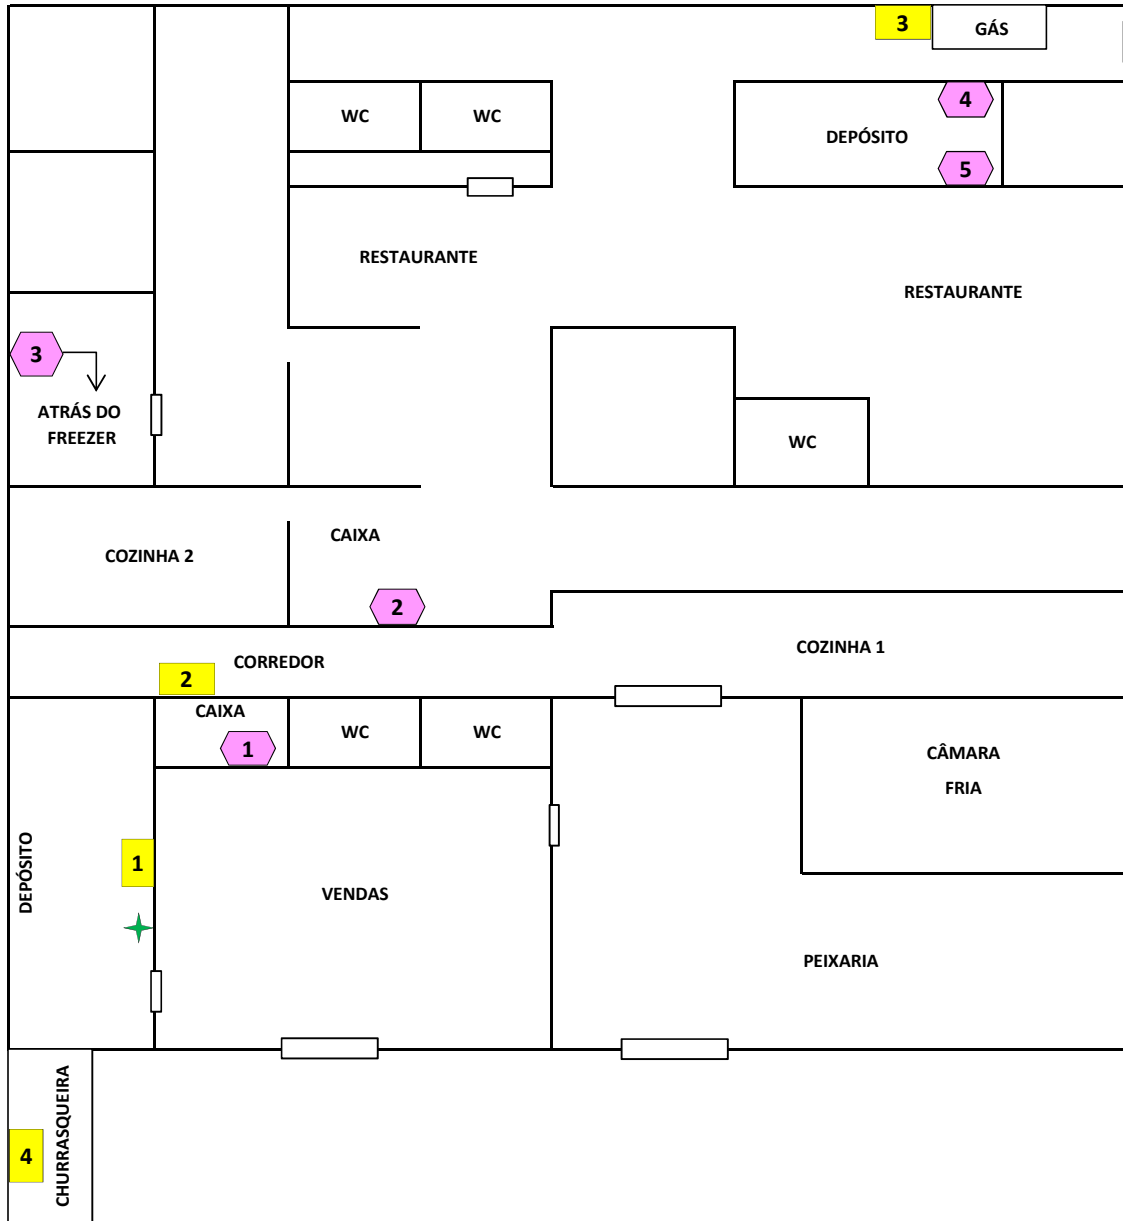 3
GÁS
WC
WC
4
DEPÓSITO
5
RESTAURANTE
RESTAURANTE
3
ATRÁS DO
FREEZER
WC
CAIXA
COZINHA 2
2
COZINHA 1
CORREDOR
2
CAIXA
WC
WC
1
CÂMARA
FRIA
DEPÓSITO
1
VENDAS
PEIXARIA
CHURRASQUEIRA
4